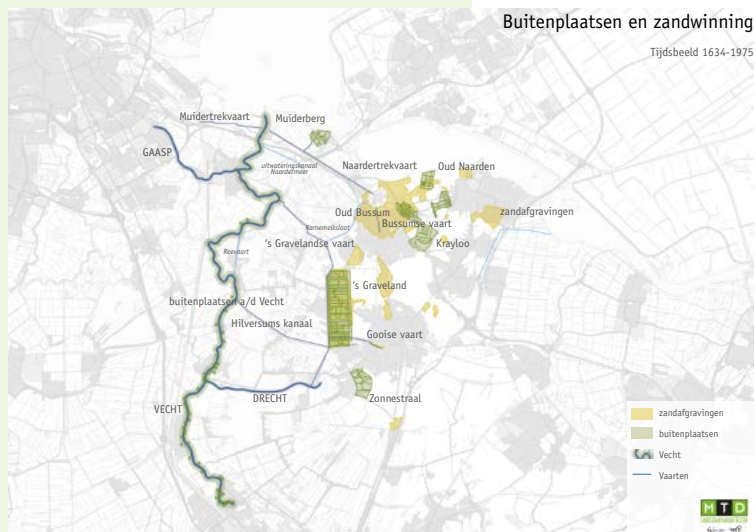 Buitenplaatsen en zandwinning
Tijdsbeeld 1634-1975
Muidertrekvaart
Muiderberg
GAASP
uitwateringskanaal
Naardermeer
Naardertrekvaart
Oud Naarden
Oud Bussum
zandafgravingen
Bussumse vaart
Karnemelksloot
's Gravelandse vaart
Krayloo
Reevaart
's Graveland
buitenplaatsen a/d Vecht
Hilversums kanaal
Gooise vaart
DRECHT
Zonnestraal
VECHT
zandafgravingen
buitenplaatsen
Vecht
Vaarten
MTD